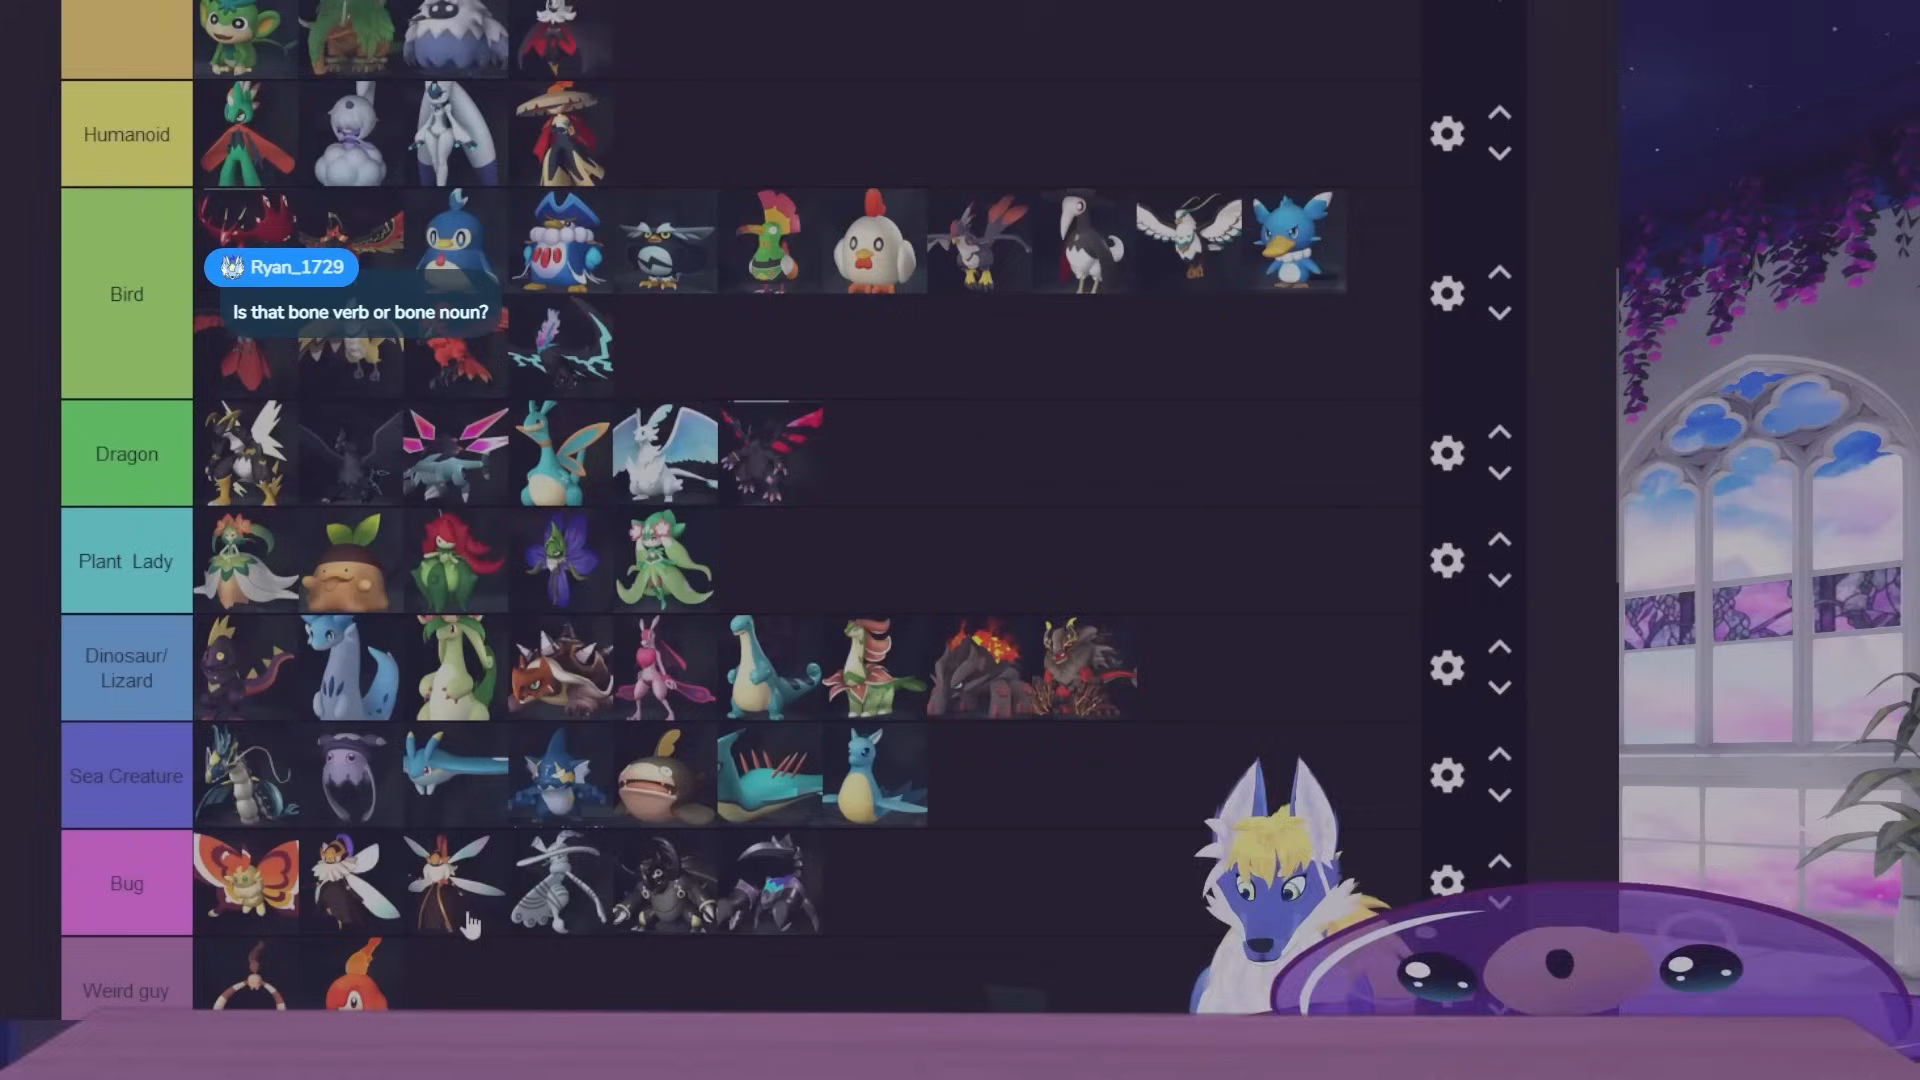 Humanoid
Bird
Ryan_1729
Is that bone verb or bone noun?
Dragon
Plant Lady
Dinosaur/
Lizard
Sea Creature
Bug
Weird guy